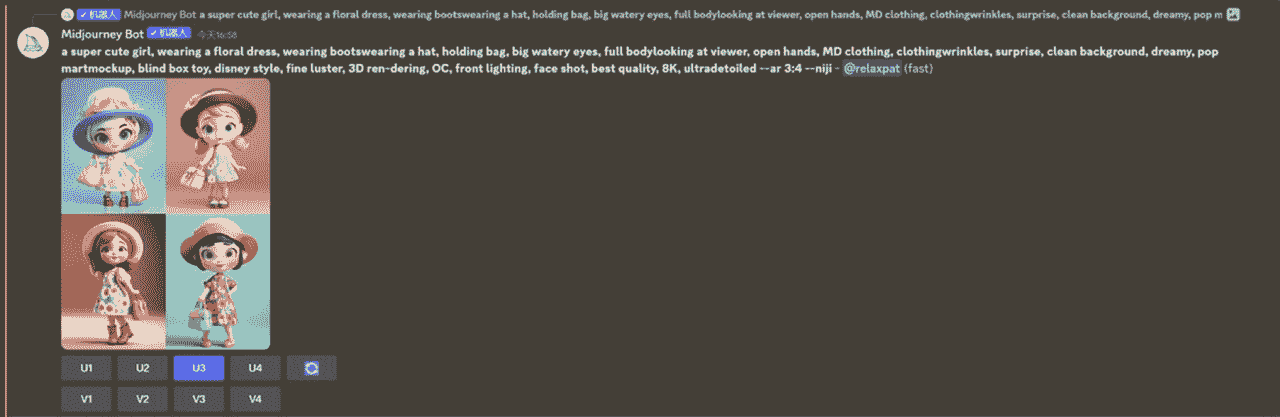 ✓机器人 Midjourney Bot a super cute girl, wearing a floral dress, wearing bootswearing a hat, holding bag, big watery eyes, full bodylooking at viewer, open hands, MD clothing, clothingwrinkles, surprise, clean background, dreamy, pop m
Midjourney Bot ✓机器人 今天16:58
a super cute girl, wearing a floral dress, wearing bootswearing a hat, holding bag, big watery eyes, full bodylooking at viewer, open hands, MD clothing, clothingwrinkles, surprise, clean background, dreamy, pop
martmockup, blind box toy, disney style, fine luster, 3D ren-dering, OC, front lighting, face shot, best quality, 8K, ultradetoiled --ar 3:4 --niji - @relaxpat (fast)
U1 U2 U3 U4
V1 V2 V3 V4